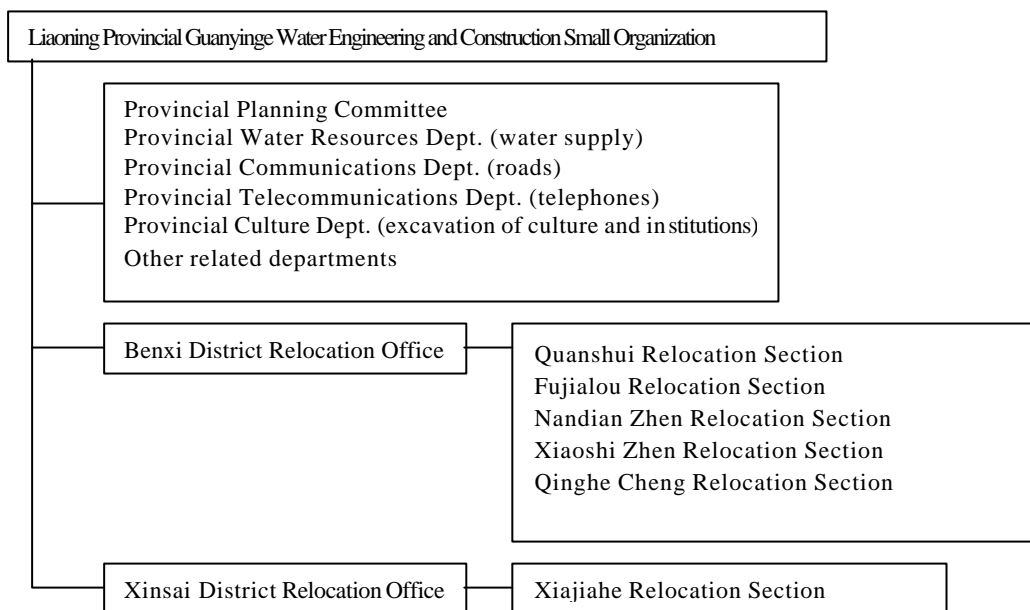 Liaoning Provincial Guanyinge Water Engineering and Construction Small Organization
Provincial Planning Committee
Provincial Water Resources Dept. (water supply)
Provincial Communications Dept. (roads)
Provincial Telecommunications Dept. (telephones)
Provincial Culture Dept. (excavation of culture and institutions)
Other related departments
Benxi District Relocation Office
Quanshui Relocation Section
Fujialou Relocation Section
Nandian Zhen Relocation Section
Xiaoshi Zhen Relocation Section
Qinghe Cheng Relocation Section
Xinsai District Relocation Office
Xiajiahe Relocation Section